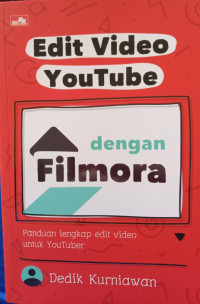 Edit Video
YouTube
dengan
Filmora
Panduan lengkap edit video
untuk YouTuber
Dedik Kurniawan